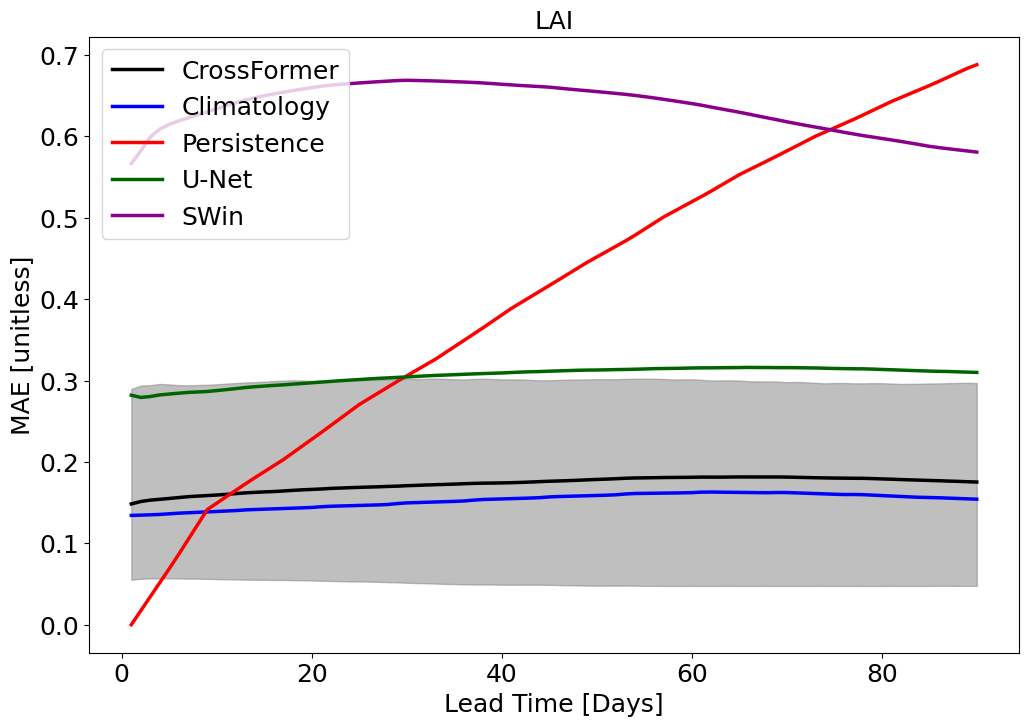 LAI
0.7
0.6
0.5
0.4
0.3
0.2
0.1
0.0
MAE [unitless]
CrossFormer
Climatology
Persistence
U-Net
SWin
0 20 40 60 80
Lead Time [Days]